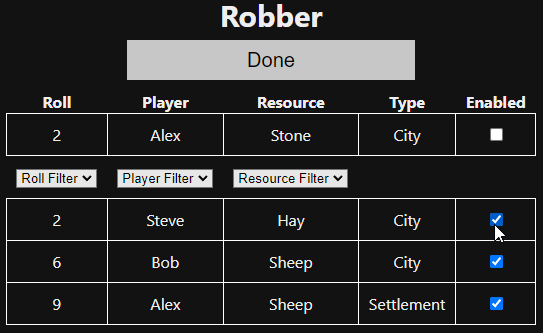 Robber
Done
Roll Player Resource Type Enabled
2 Alex Stone City
Roll Filter Player Filter Resource Filter
2 Steve Hay City
6 Bob Sheep City
9 Alex Sheep Settlement